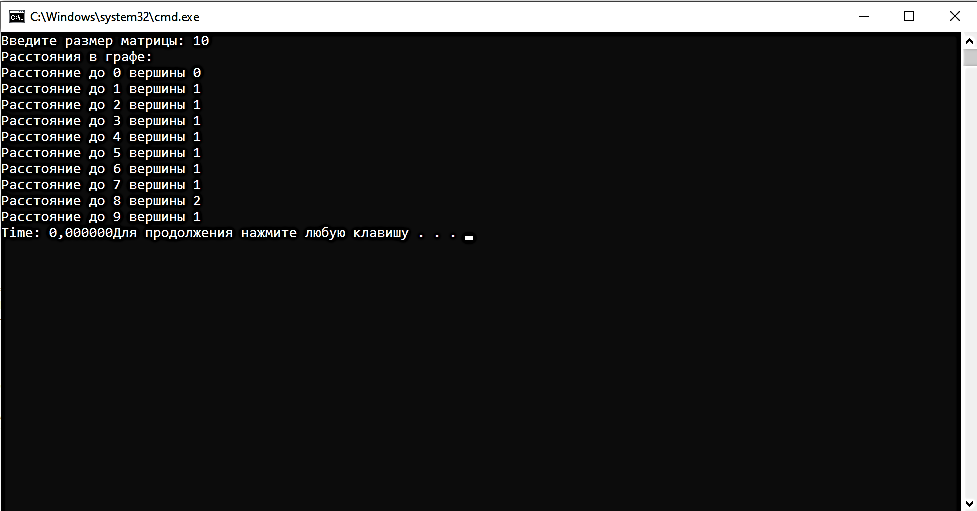 C:\Windows\system32\cmd.exe
Введите размер матрицы: 10
Расстояния в графе:
Расстояние до 0 вершины 0
Расстояние до 1 вершины 1
Расстояние до 2 вершины 1
Расстояние до 3 вершины 1
Расстояние до 4 вершины 1
Расстояние до 5 вершины 1
Расстояние до 6 вершины 1
Расстояние до 7 вершины 1
Расстояние до 8 вершины 2
Расстояние до 9 вершины 1
Time: 0,000000Для продолжения нажмите любую клавишу . . .